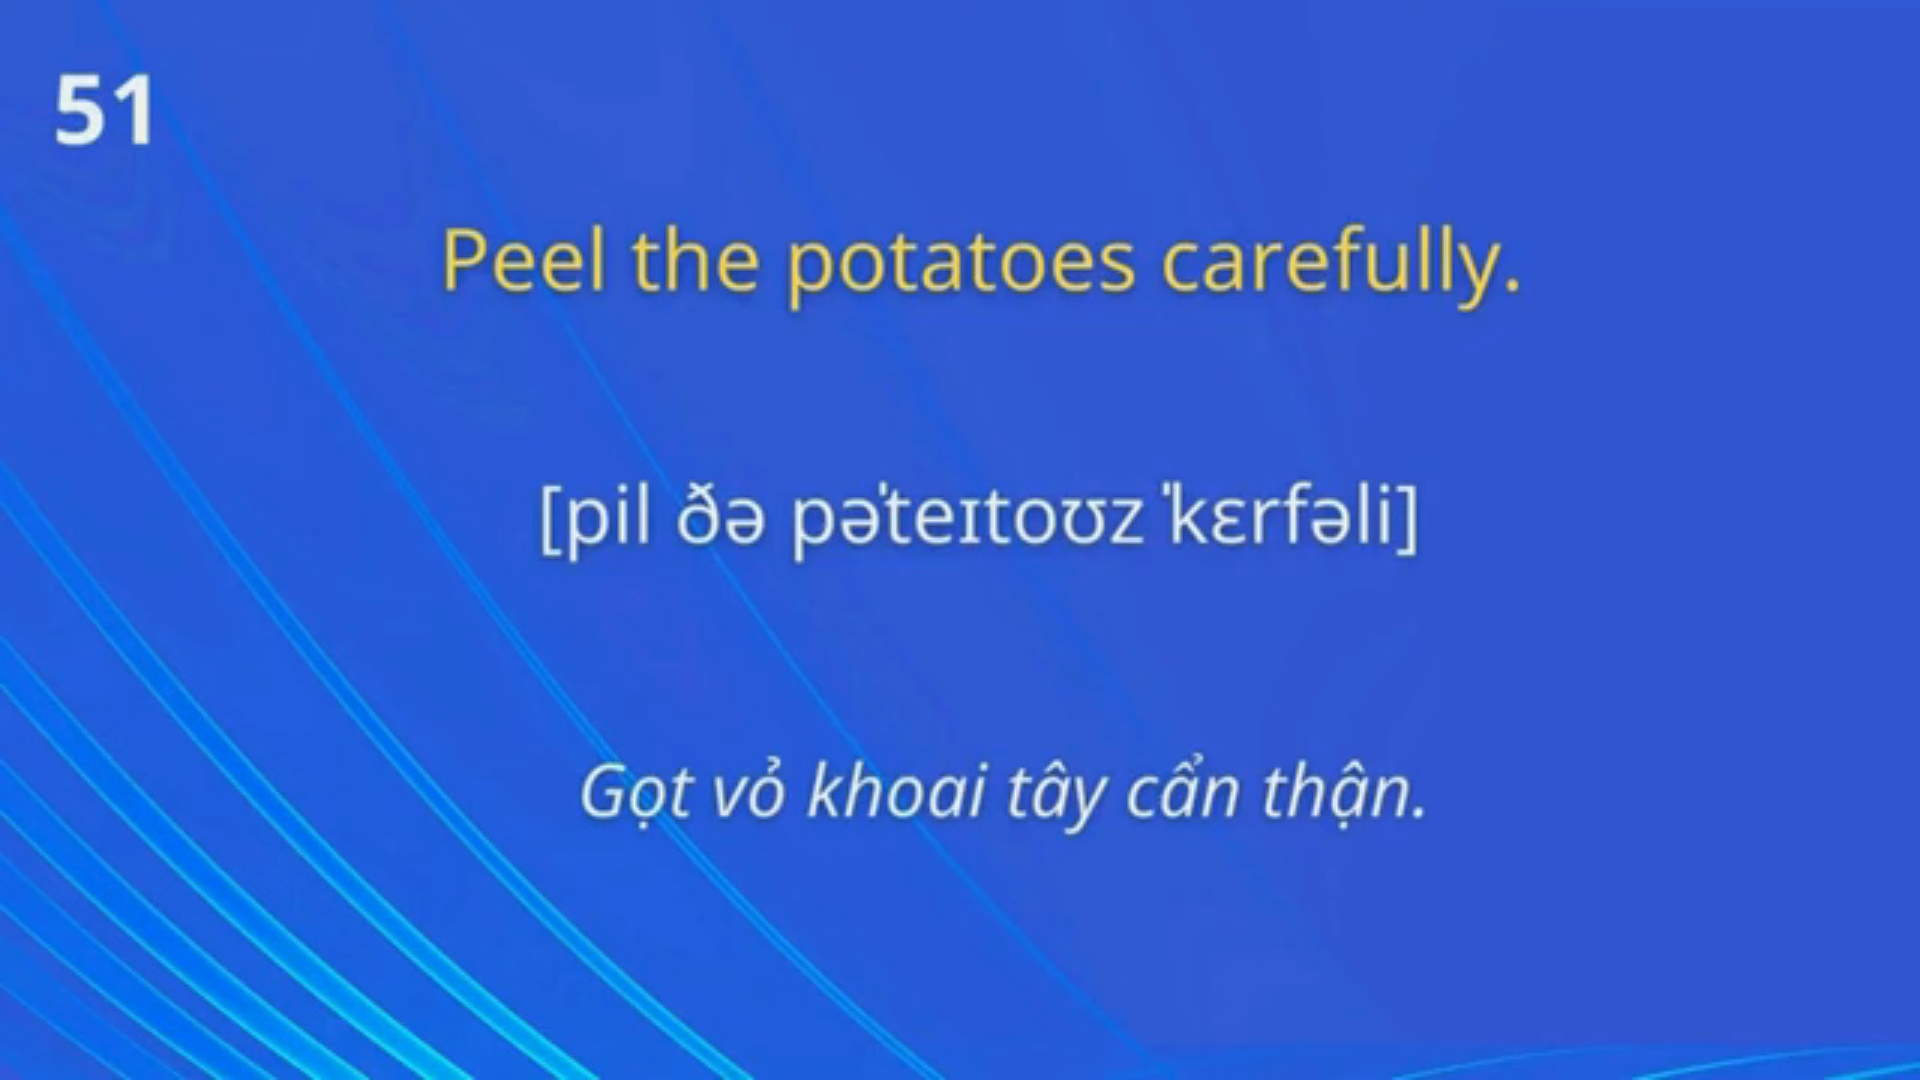 51
Peel the potatoes carefully.
[pil ðə pəˈteɪtoʊz ˈkɛrfəli]
Gọt vỏ khoai tây cẩn thận.